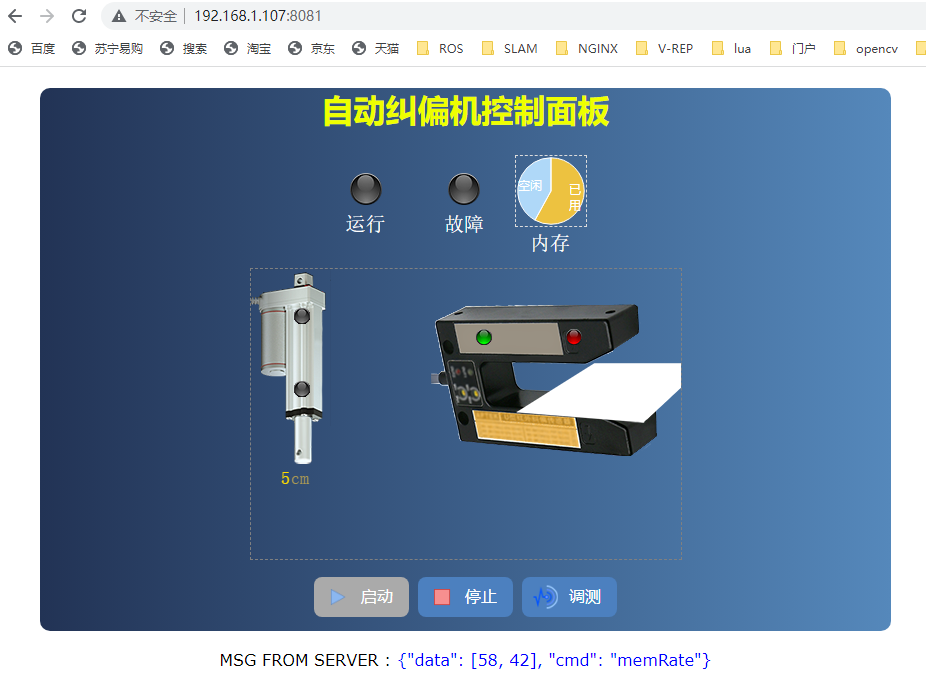 不安全 192.168.1.107:8081
百度 苏宁易购 搜索 淘宝 京东 天猫 ROS SLAM NGINX V-REP lua 门户 opencv
自动纠偏机控制面板
空闲
已
用
运行 故障
内存
5cm
启动 停止 调测
MSG FROM SERVER : {"data": [58, 42], "cmd": "memRate"}